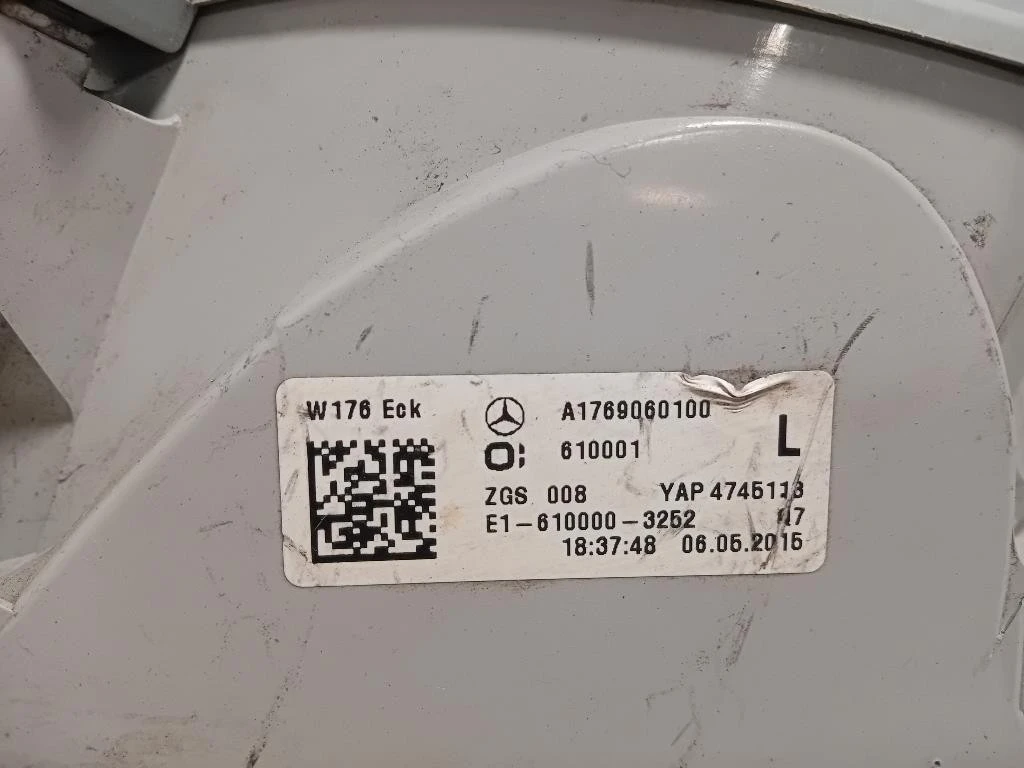 W176 Eck A1769060100
610001 L
ZGS 008 YAP 4745113
E1-610000-3252
18:37:48 06.05.2015